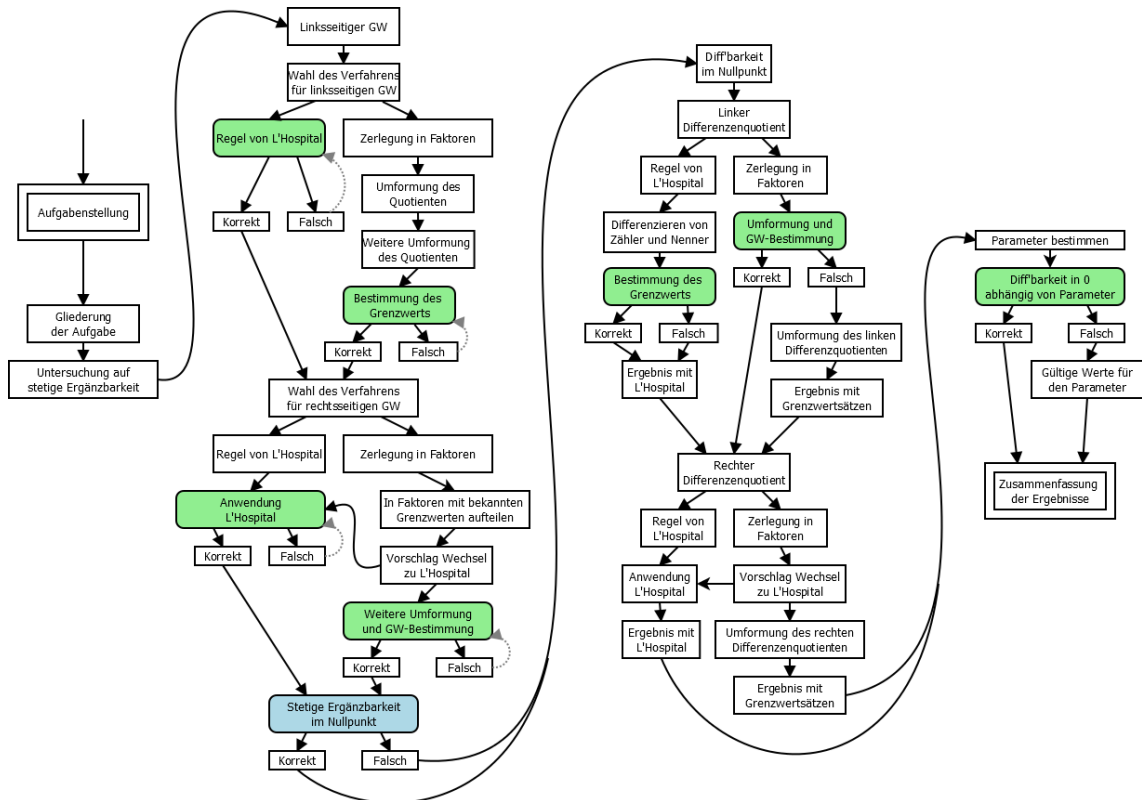 Aufgabenstellung
Gliederung
der Aufgabe
Untersuchung auf
stetige Ergänzbarkeit
Linksseitiger GW
Wahl des Verfahrens
für linksseitigen GW
Regel von L'Hospital
Zerlegung in Faktoren
Korrekt
Falsch
Umformung des
Quotienten
Weitere Umformung
des Quotienten
Bestimmung des
Grenzwerts
Korrekt
Falsch
Wahl des Verfahrens
für rechtsseitigen GW
Regel von L'Hospital
Zerlegung in Faktoren
Anwendung
L'Hospital
In Faktoren mit bekannten
Grenzwerten aufteilen
Korrekt
Falsch
Vorschlag Wechsel
zu L'Hospital
Weitere Umformung
und GW-Bestimmung
Korrekt
Falsch
Stetige Ergänzbarkeit
im Nullpunkt
Korrekt
Falsch
Diff'barkeit
im Nullpunkt
Linker
Differenzenquotient
Regel von
L'Hospital
Zerlegung in
Faktoren
Differenzieren von
Zähler und Nenner
Umformung und
GW-Bestimmung
Bestimmung des
Grenzwerts
Korrekt
Falsch
Korrekt
Falsch
Umformung des linken
Differenzquotienten
Ergebnis mit
L'Hospital
Ergebnis mit
Grenzwertsätzen
Rechter
Differenzenquotient
Regel von
L'Hospital
Zerlegung in
Faktoren
Anwendung
L'Hospital
Vorschlag Wechsel
zu L'Hospital
Ergebnis mit
L'Hospital
Umformung des rechten
Differenzenquotienten
Ergebnis mit
Grenzwertsätzen
Parameter bestimmen
Diff'barkeit in 0
abhängig von Parameter
Korrekt
Falsch
Gültige Werte für
den Parameter
Zusammenfassung
der Ergebnisse